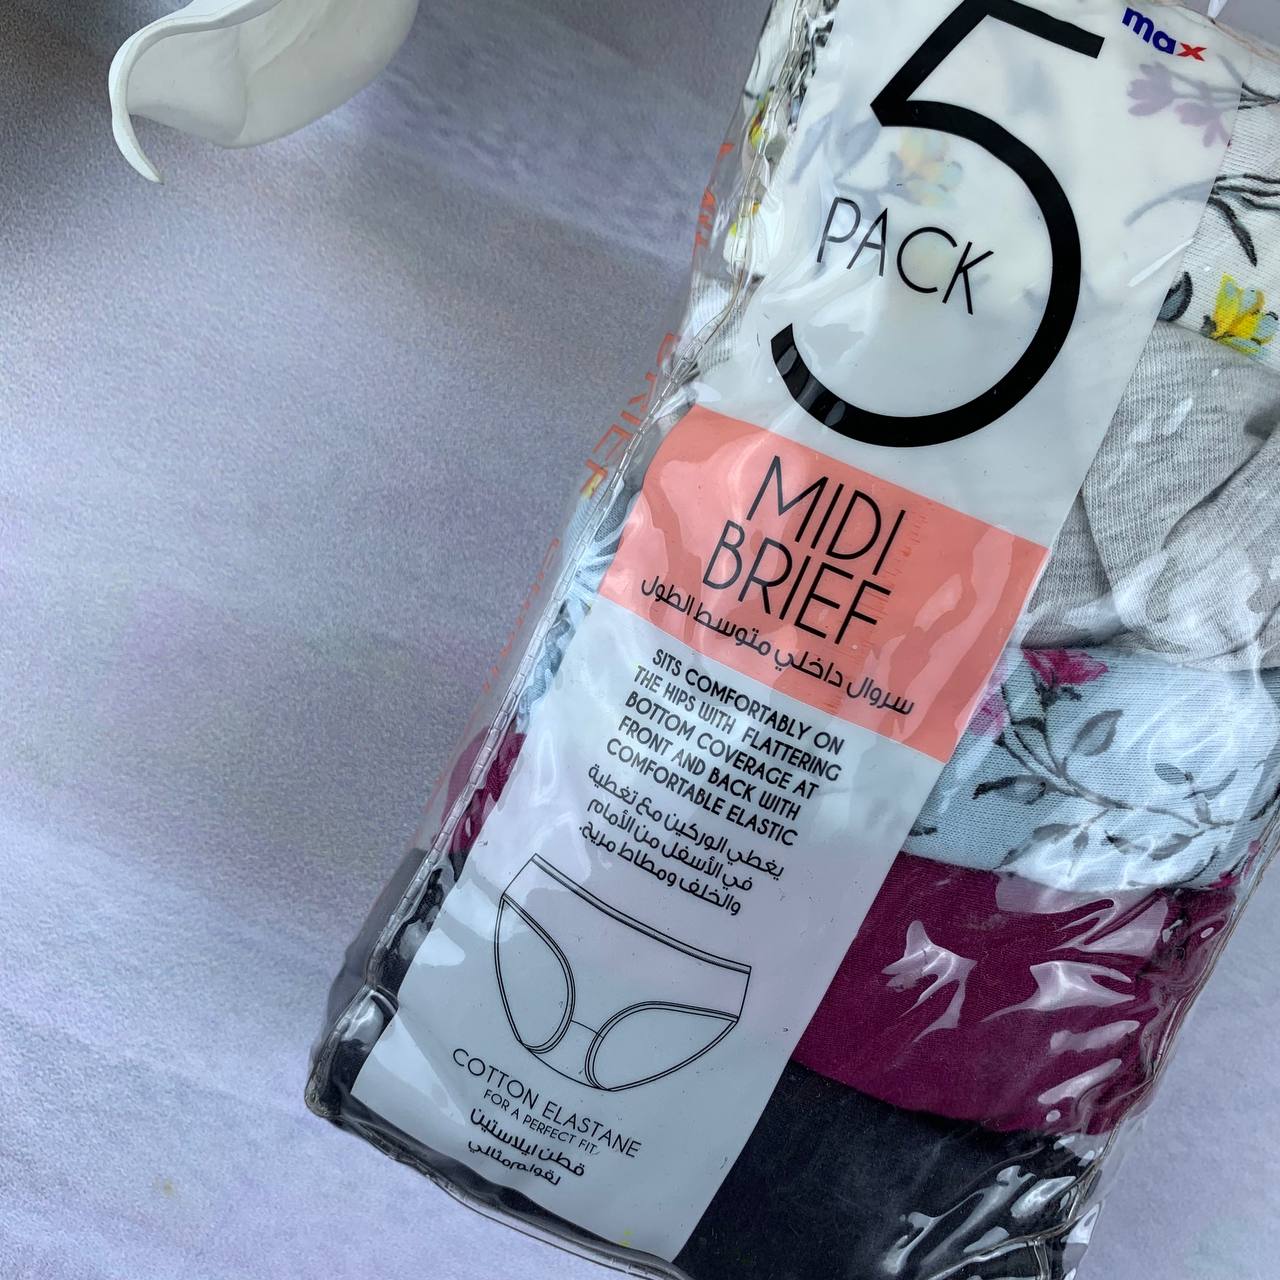 max
5
PACK
MIDI
BRIEF
سروال داخلي متوسط الطول
SITS COMFORTABLY ON
THE HIPS WITH FLATTERING
BOTTOM COVERAGE AT
FRONT AND BACK WITH
COMFORTABLE ELASTIC
يغطي الوركين مع تغطية
في الأسفل من الأمام
والخلف ومطاط مريح.
COTTON ELASTANE
FOR A PERFECT FIT
قطن إيلاستين
لقوام مثالي